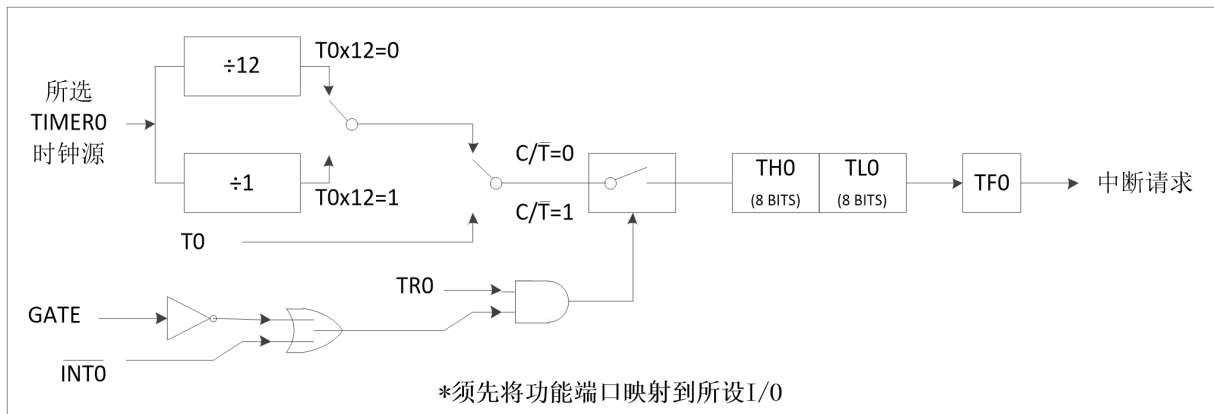 ÷12
T0x12=0
所选
TIMER0
时钟源
÷1
T0x12=1
C/T̅=0
C/T̅=1
T0
TH0
(8 BITS)
TL0
(8 BITS)
TF0
中断请求
TR0
GATE
I̅N̅T̅0̅
*须先将功能端口映射到所设I/0